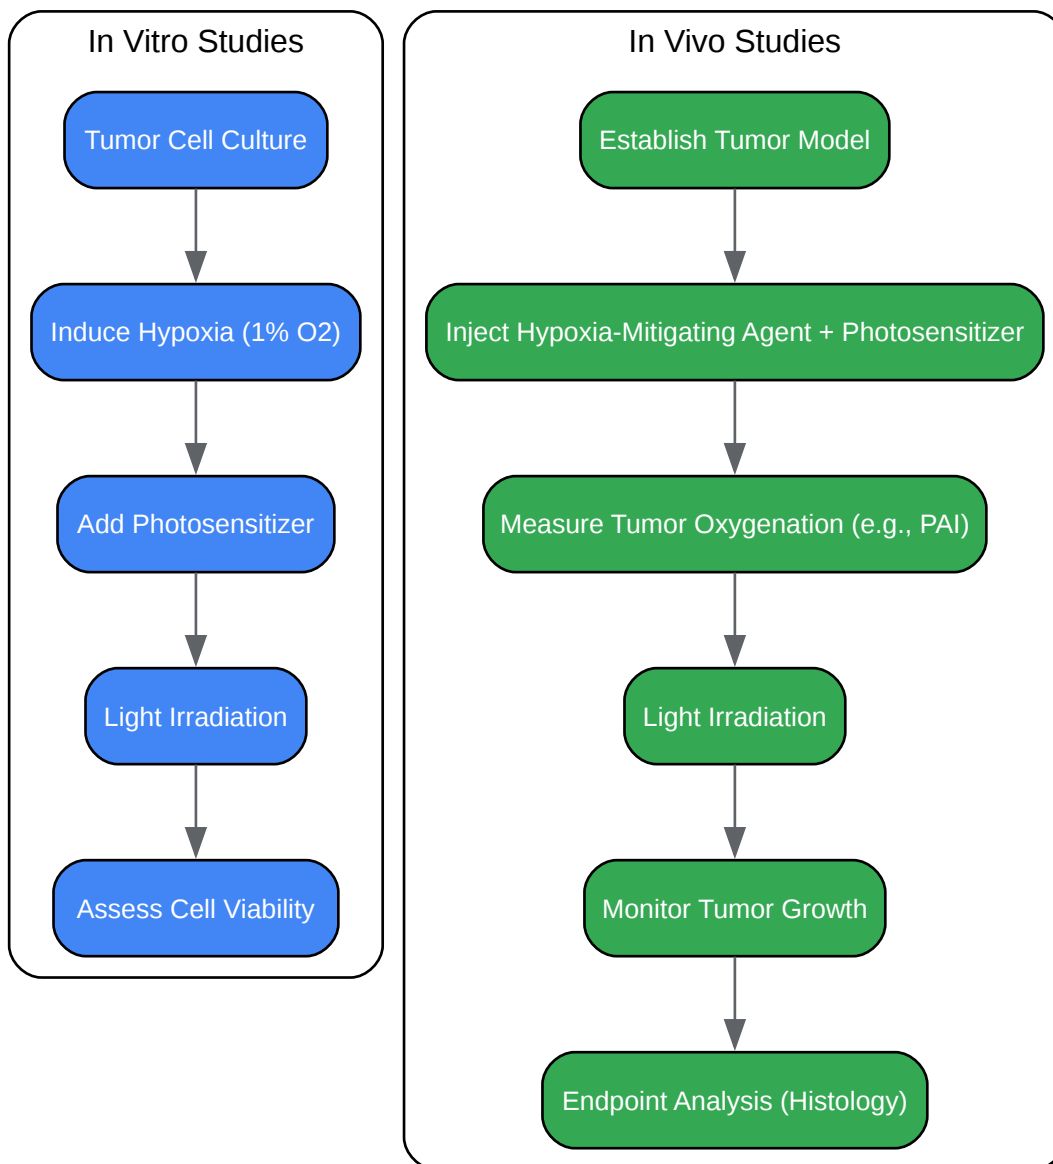 In Vitro Studies
Tumor Cell Culture
Induce Hypoxia (1% O2)
Add Photosensitizer
Light Irradiation
Assess Cell Viability
In Vivo Studies
Establish Tumor Model
Inject Hypoxia-Mitigating Agent + Photosensitizer
Measure Tumor Oxygenation (e.g., PAI)
Light Irradiation
Monitor Tumor Growth
Endpoint Analysis (Histology)